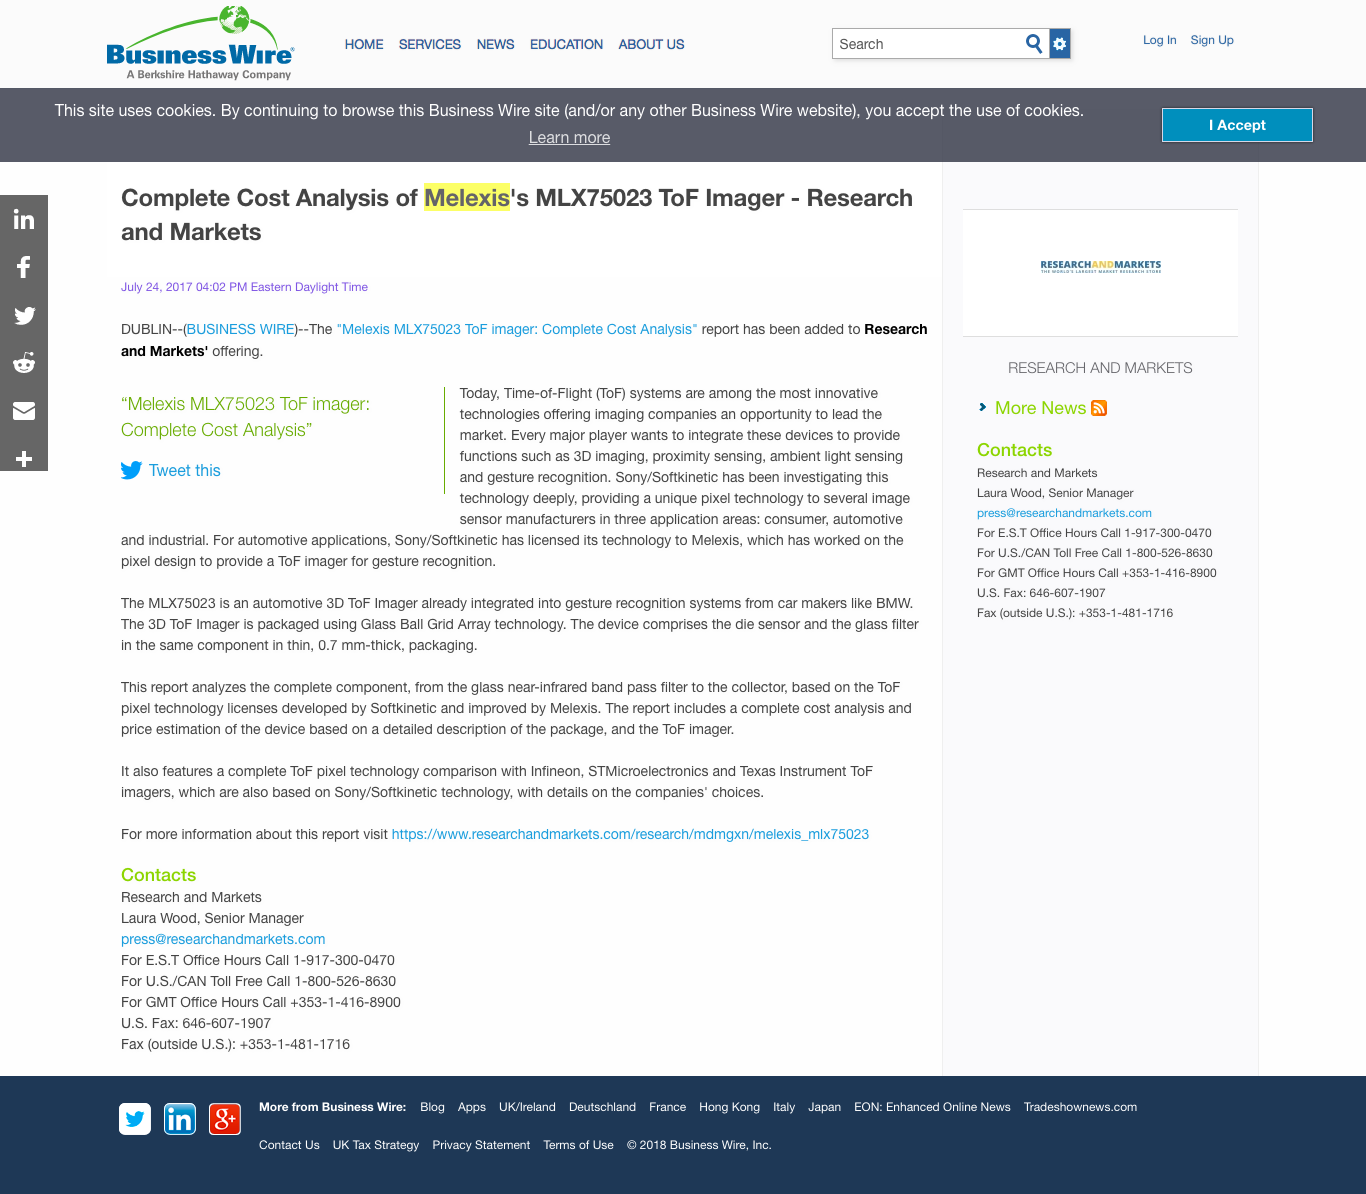 BusinessWire®
A Berkshire Hathaway Company
HOME SERVICES NEWS EDUCATION ABOUT US
Search
Log In Sign Up
This site uses cookies. By continuing to browse this Business Wire site (and/or any other Business Wire website), you accept the use of cookies.
Learn more
I Accept
Complete Cost Analysis of Melexis's MLX75023 ToF Imager - Research
and Markets
July 24, 2017 04:02 PM Eastern Daylight Time
DUBLIN--(BUSINESS WIRE)--The "Melexis MLX75023 ToF imager: Complete Cost Analysis" report has been added to Research
and Markets' offering.
“Melexis MLX75023 ToF imager:
Complete Cost Analysis”
Tweet this
Today, Time-of-Flight (ToF) systems are among the most innovative
technologies offering imaging companies an opportunity to lead the
market. Every major player wants to integrate these devices to provide
functions such as 3D imaging, proximity sensing, ambient light sensing
and gesture recognition. Sony/Softkinetic has been investigating this
technology deeply, providing a unique pixel technology to several image
sensor manufacturers in three application areas: consumer, automotive
and industrial. For automotive applications, Sony/Softkinetic has licensed its technology to Melexis, which has worked on the
pixel design to provide a ToF imager for gesture recognition.
The MLX75023 is an automotive 3D ToF Imager already integrated into gesture recognition systems from car makers like BMW.
The 3D ToF Imager is packaged using Glass Ball Grid Array technology. The device comprises the die sensor and the glass filter
in the same component in thin, 0.7 mm-thick, packaging.
This report analyzes the complete component, from the glass near-infrared band pass filter to the collector, based on the ToF
pixel technology licenses developed by Softkinetic and improved by Melexis. The report includes a complete cost analysis and
price estimation of the device based on a detailed description of the package, and the ToF imager.
It also features a complete ToF pixel technology comparison with Infineon, STMicroelectronics and Texas Instrument ToF
imagers, which are also based on Sony/Softkinetic technology, with details on the companies' choices.
For more information about this report visit https://www.researchandmarkets.com/research/mdmgxn/melexis_mlx75023
Contacts
Research and Markets
Laura Wood, Senior Manager
press@researchandmarkets.com
For E.S.T Office Hours Call 1-917-300-0470
For U.S./CAN Toll Free Call 1-800-526-8630
For GMT Office Hours Call +353-1-416-8900
U.S. Fax: 646-607-1907
Fax (outside U.S.): +353-1-481-1716
RESEARCHANDMARKETS
THE WORLD'S LARGEST MARKET RESEARCH STORE
RESEARCH AND MARKETS
More News
Contacts
Research and Markets
Laura Wood, Senior Manager
press@researchandmarkets.com
For E.S.T Office Hours Call 1-917-300-0470
For U.S./CAN Toll Free Call 1-800-526-8630
For GMT Office Hours Call +353-1-416-8900
U.S. Fax: 646-607-1907
Fax (outside U.S.): +353-1-481-1716
More from Business Wire: Blog Apps UK/Ireland Deutschland France Hong Kong Italy Japan EON: Enhanced Online News Tradeshownews.com
Contact Us UK Tax Strategy Privacy Statement Terms of Use © 2018 Business Wire, Inc.